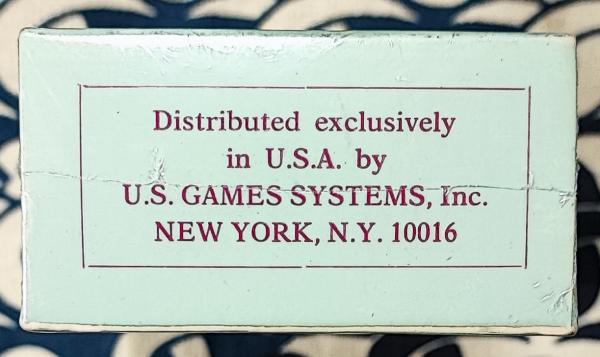 Distributed exclusively
in U.S.A. by
U.S. GAMES SYSTEMS, Inc.
NEW YORK, N.Y. 10016